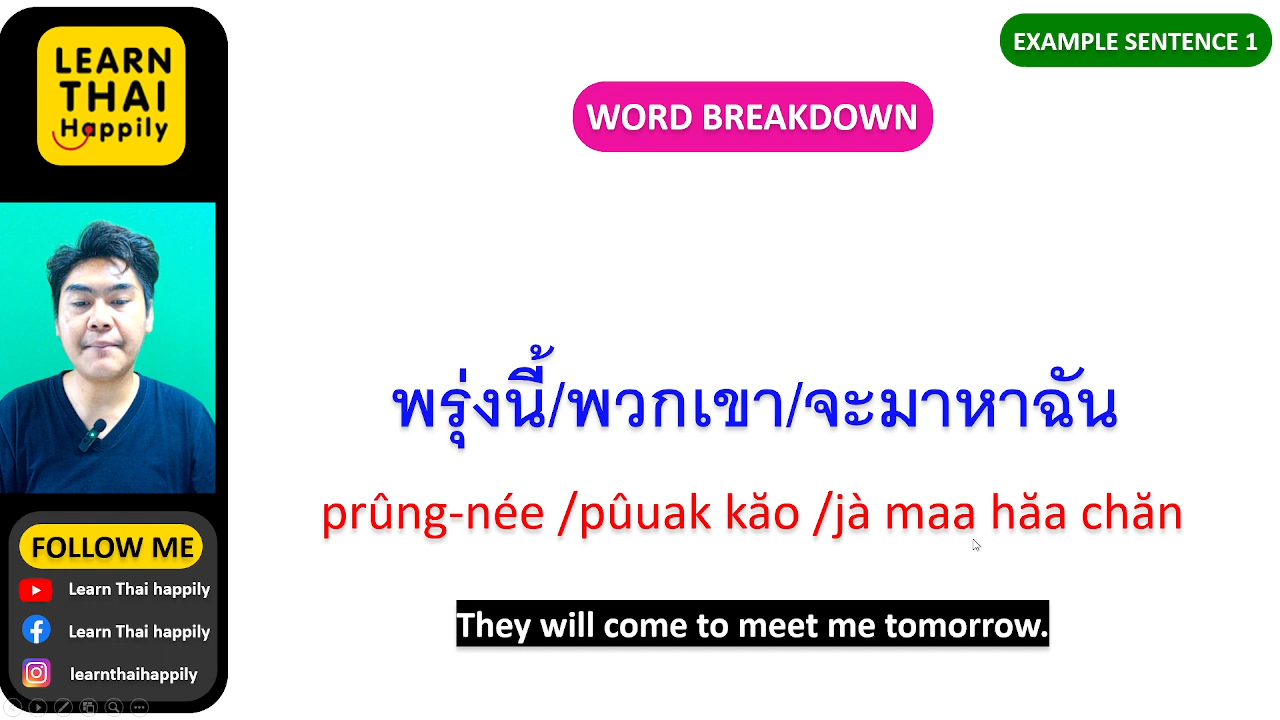 LEARN
THAI
Happily
EXAMPLE SENTENCE 1
WORD BREAKDOWN
พรุ่งนี้/พวกเขา/จะมาหาฉัน
prûng-née /pûuak kăo /jà maa hăa chăn
They will come to meet me tomorrow.
FOLLOW ME
Learn Thai happily
Learn Thai happily
learnthaihappily